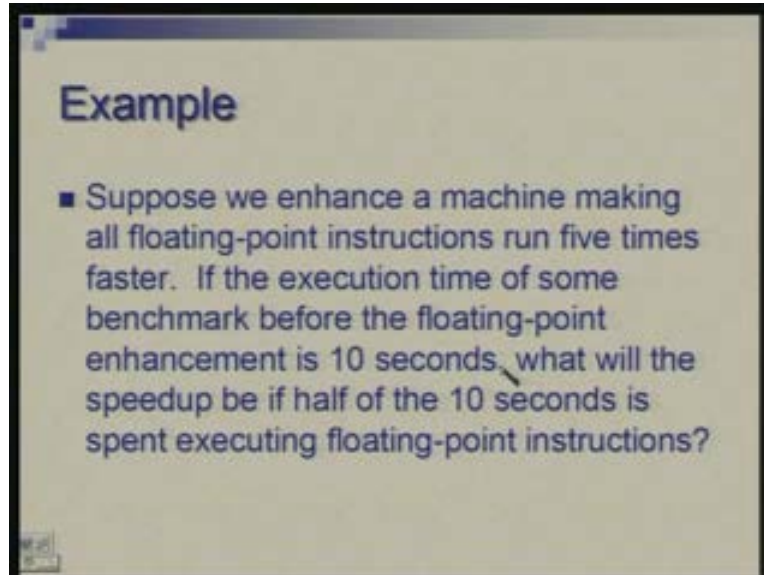 Example
Suppose we enhance a machine making
all floating-point instructions run five times
faster. If the execution time of some
benchmark before the floating-point
enhancement is 10 seconds, what will the
speedup be if half of the 10 seconds is
spent executing floating-point instructions?